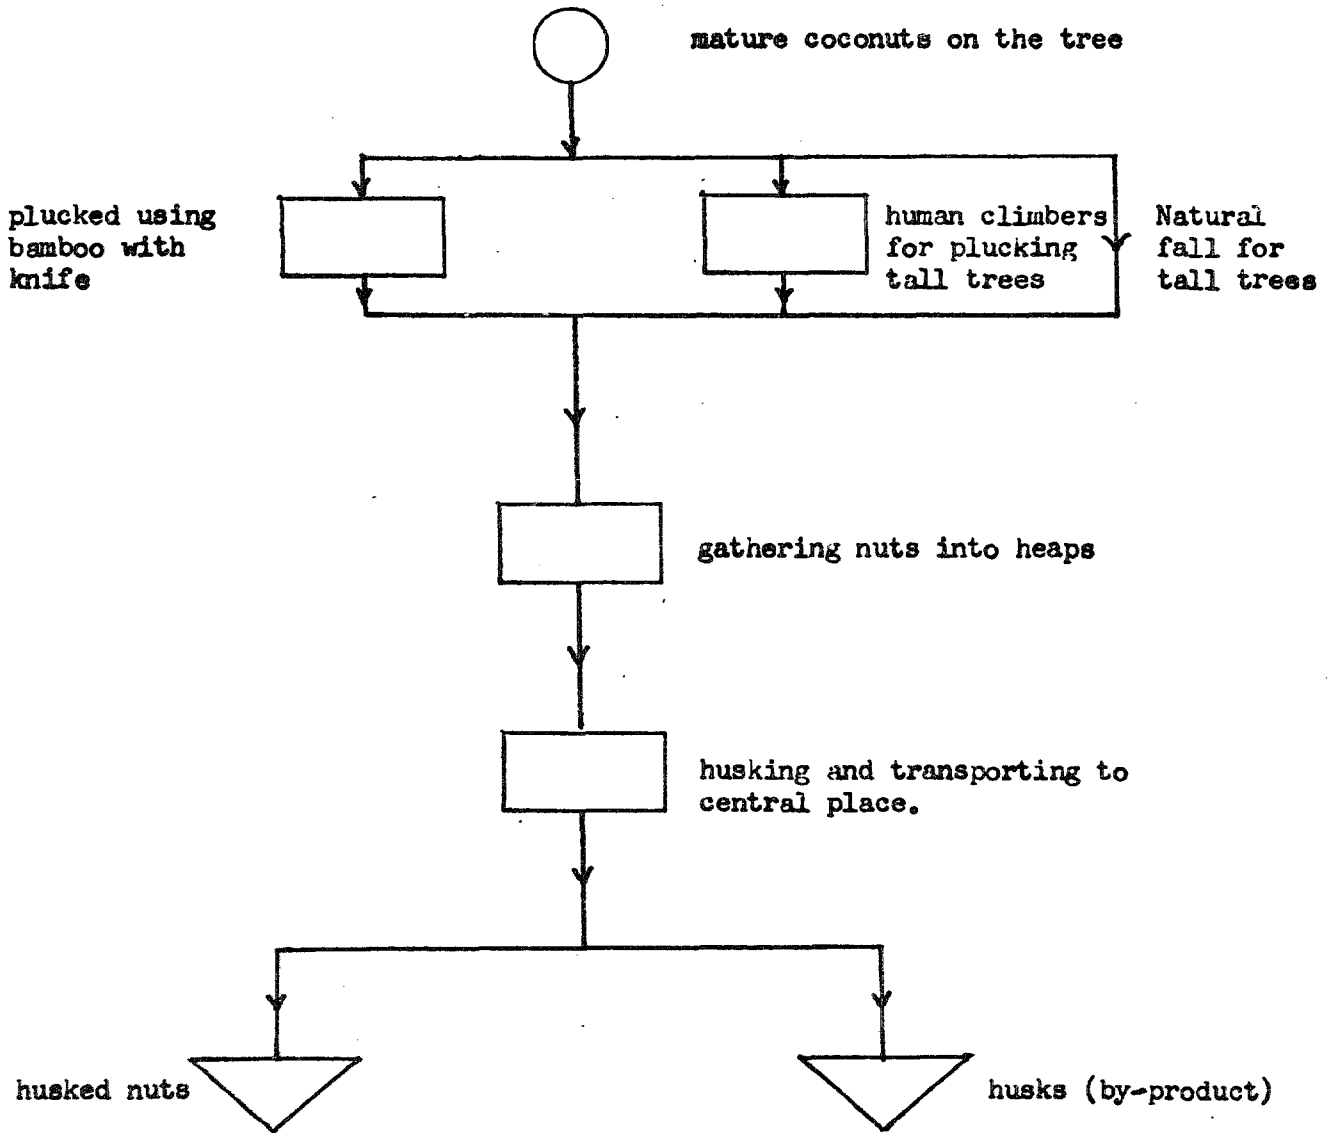 mature coconuts on the tree
plucked using
bamboo with
knife
human climbers
for plucking
tall trees
Natural
fall for
tall trees
gathering nuts into heaps
husking and transporting to
central place.
husked nuts
husks (by-product)